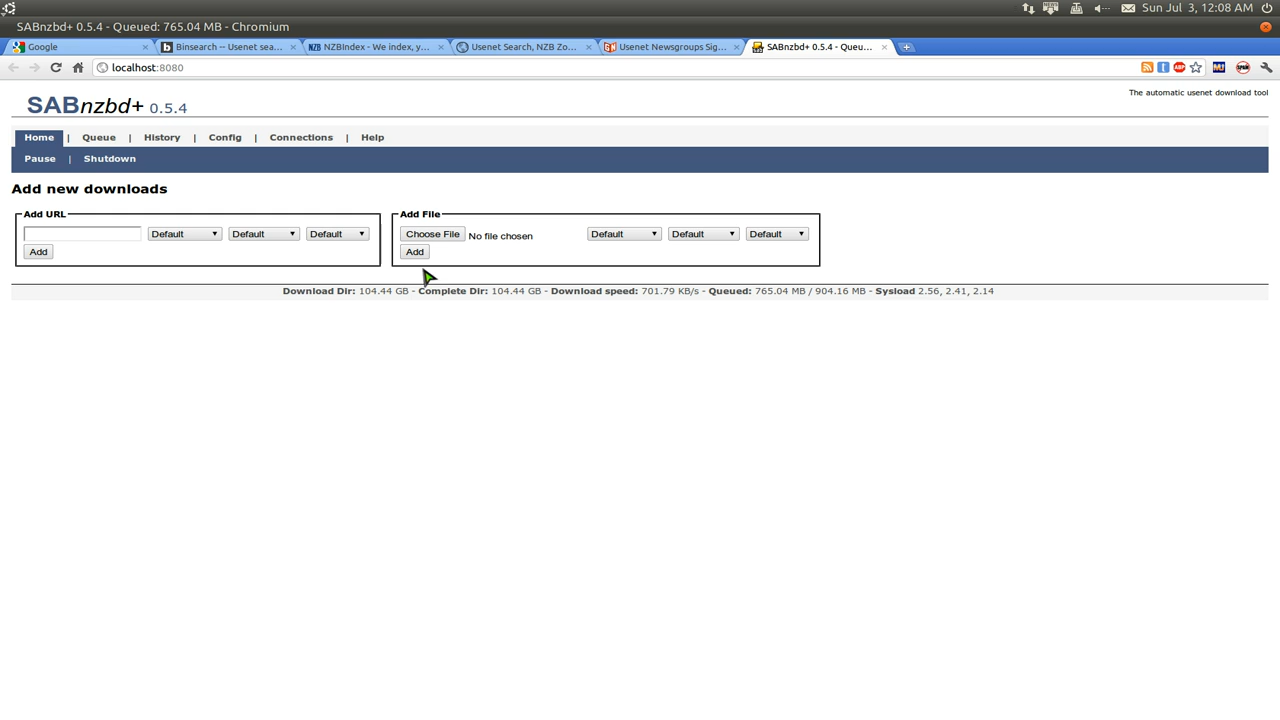 Sun Jul 3, 12:08 AM
SABnzbd+ 0.5.4 - Queued: 765.04 MB - Chromium
Google
Binsearch -- Usenet sea...
NZBIndex - We index, y...
Usenet Search, NZB Zo...
Usenet Newsgroups Sig...
SABnzbd+ 0.5.4 - Queu...
localhost:8080
The automatic usenet download tool
SABnzbd+ 0.5.4
Home | Queue | History | Config | Connections | Help
Pause | Shutdown
Add new downloads
Add URL
Default Default Default
Add
Add File
Choose File No file chosen Default Default Default
Add
Download Dir: 104.44 GB - Complete Dir: 104.44 GB - Download speed: 701.79 KB/s - Queued: 765.04 MB / 904.16 MB - Sysload 2.56, 2.41, 2.14